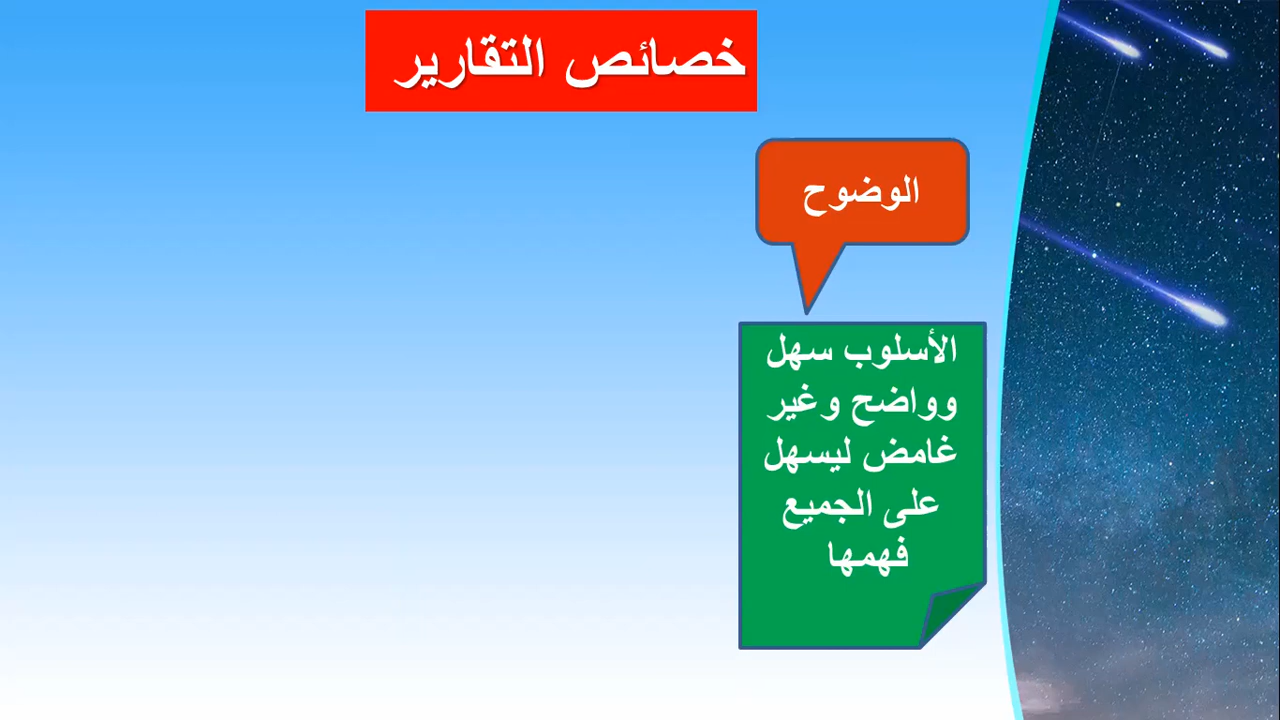 خصائص التقارير
الوضوح
الأسلوب سهل
وواضح وغير
غامض ليسهل
على الجميع
فهمها